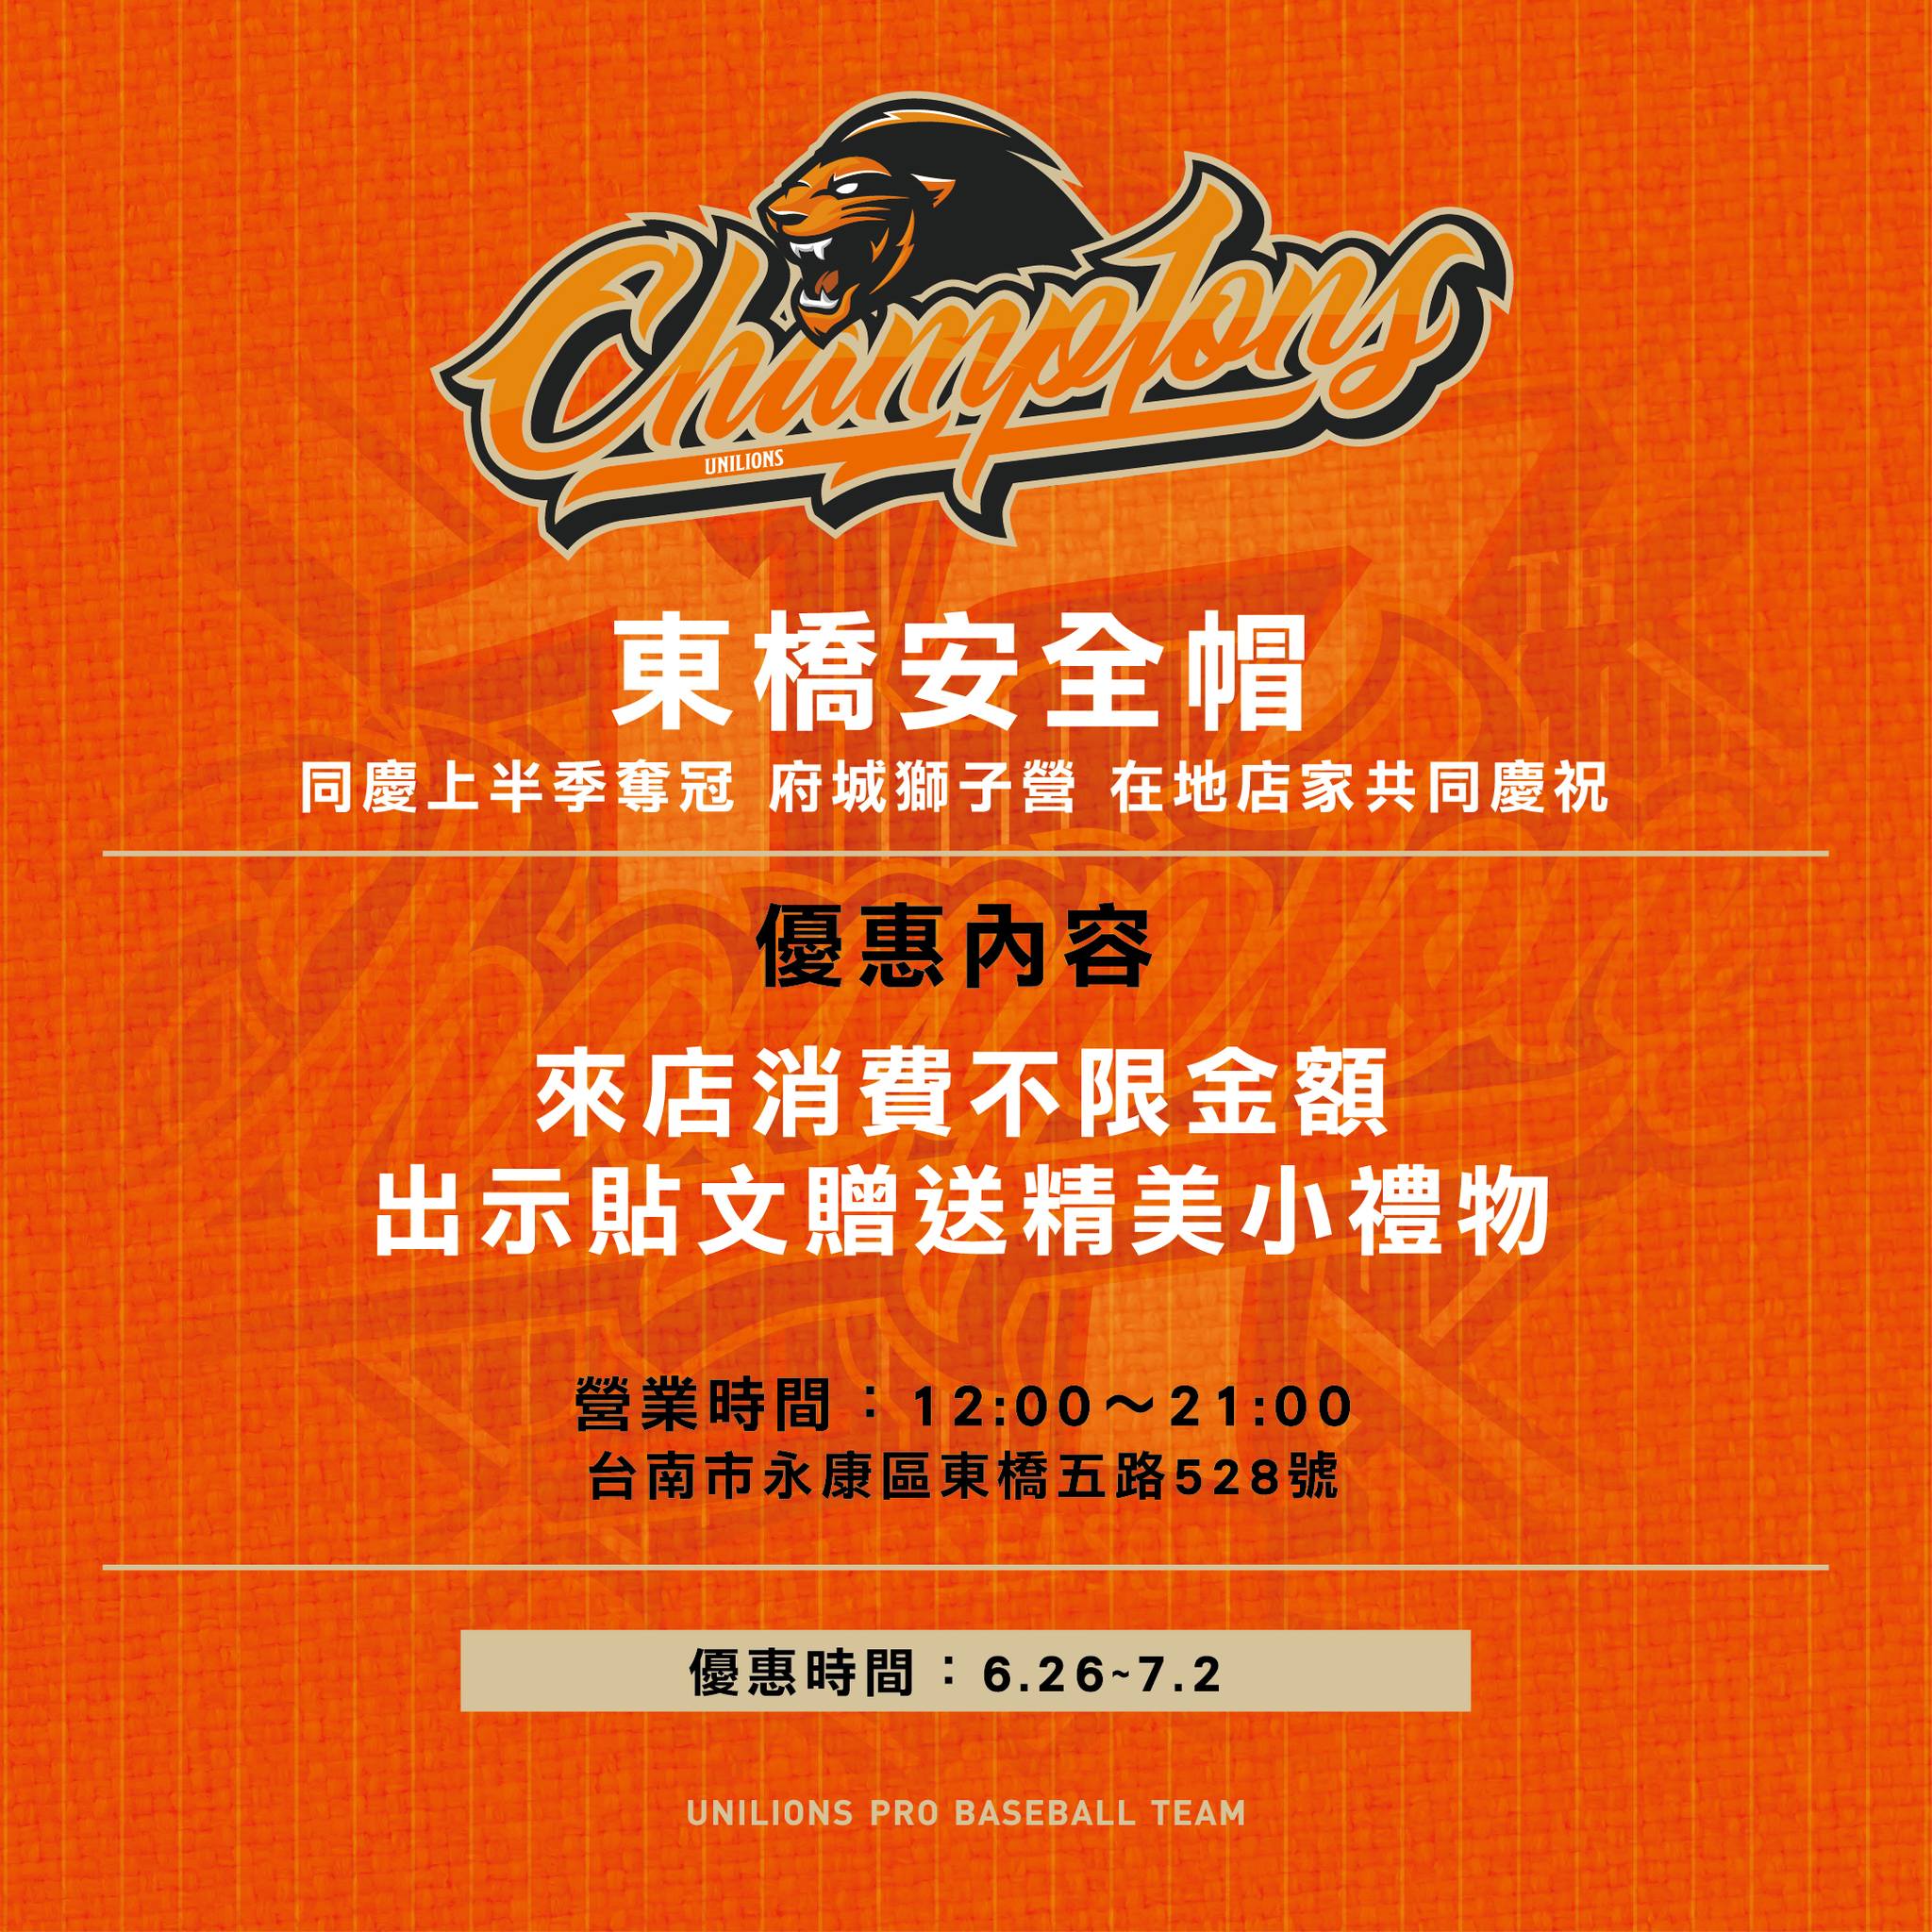 Champ1ons
UNILIONS
17
TH
東橋安全帽
同慶上半季奪冠 府城獅子營 在地店家共同慶祝
優惠內容
來店消費不限金額
出示貼文贈送精美小禮物
營業時間：12:00～21:00
台南市永康區東橋五路528號
優惠時間：6.26~7.2
UNILIONS PRO BASEBALL TEAM